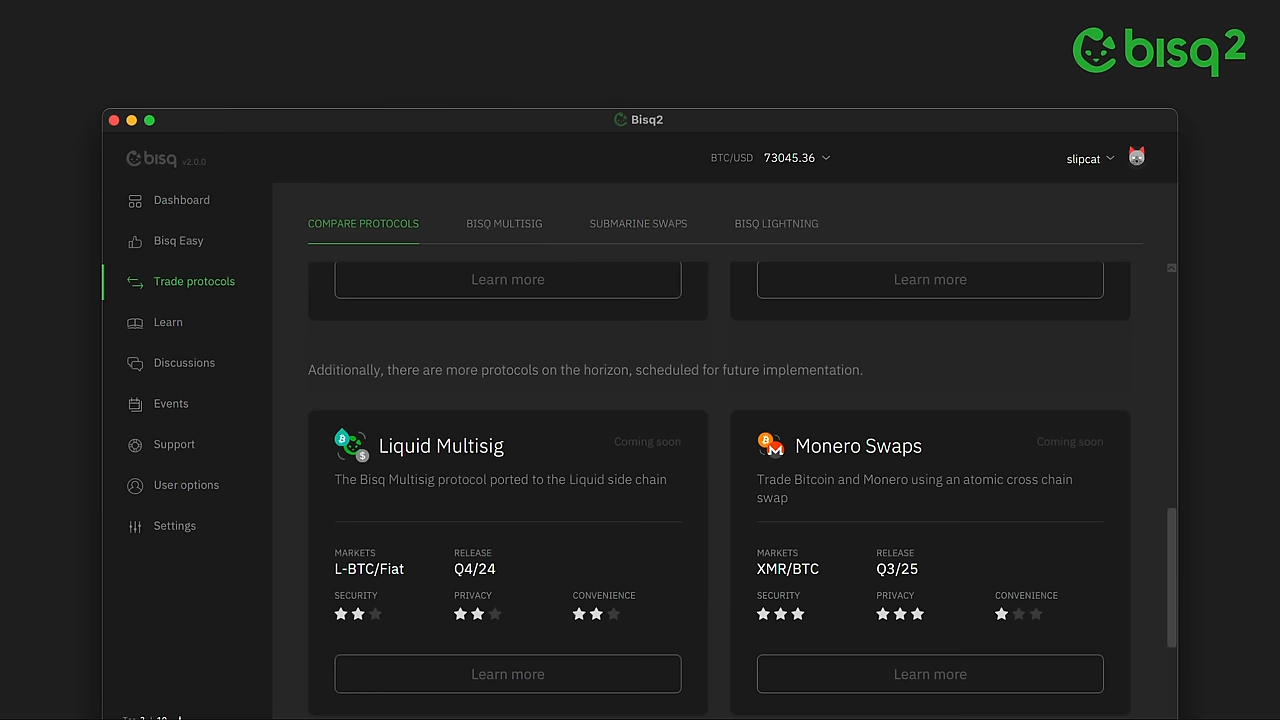 bisq2
Bisq2
bisq v2.0.0
BTC/USD 73045.36
slipcat
Dashboard
Bisq Easy
Trade protocols
Learn
Discussions
Events
Support
User options
Settings
COMPARE PROTOCOLS BISQ MULTISIG SUBMARINE SWAPS BISQ LIGHTNING
Learn more Learn more
Additionally, there are more protocols on the horizon, scheduled for future implementation.
Liquid Multisig
Coming soon
The Bisq Multisig protocol ported to the Liquid side chain
MARKETS RELEASE
L-BTC/Fiat Q4/24
SECURITY PRIVACY CONVENIENCE
Learn more
Monero Swaps
Coming soon
Trade Bitcoin and Monero using an atomic cross chain
swap
MARKETS RELEASE
XMR/BTC Q3/25
SECURITY PRIVACY CONVENIENCE
Learn more